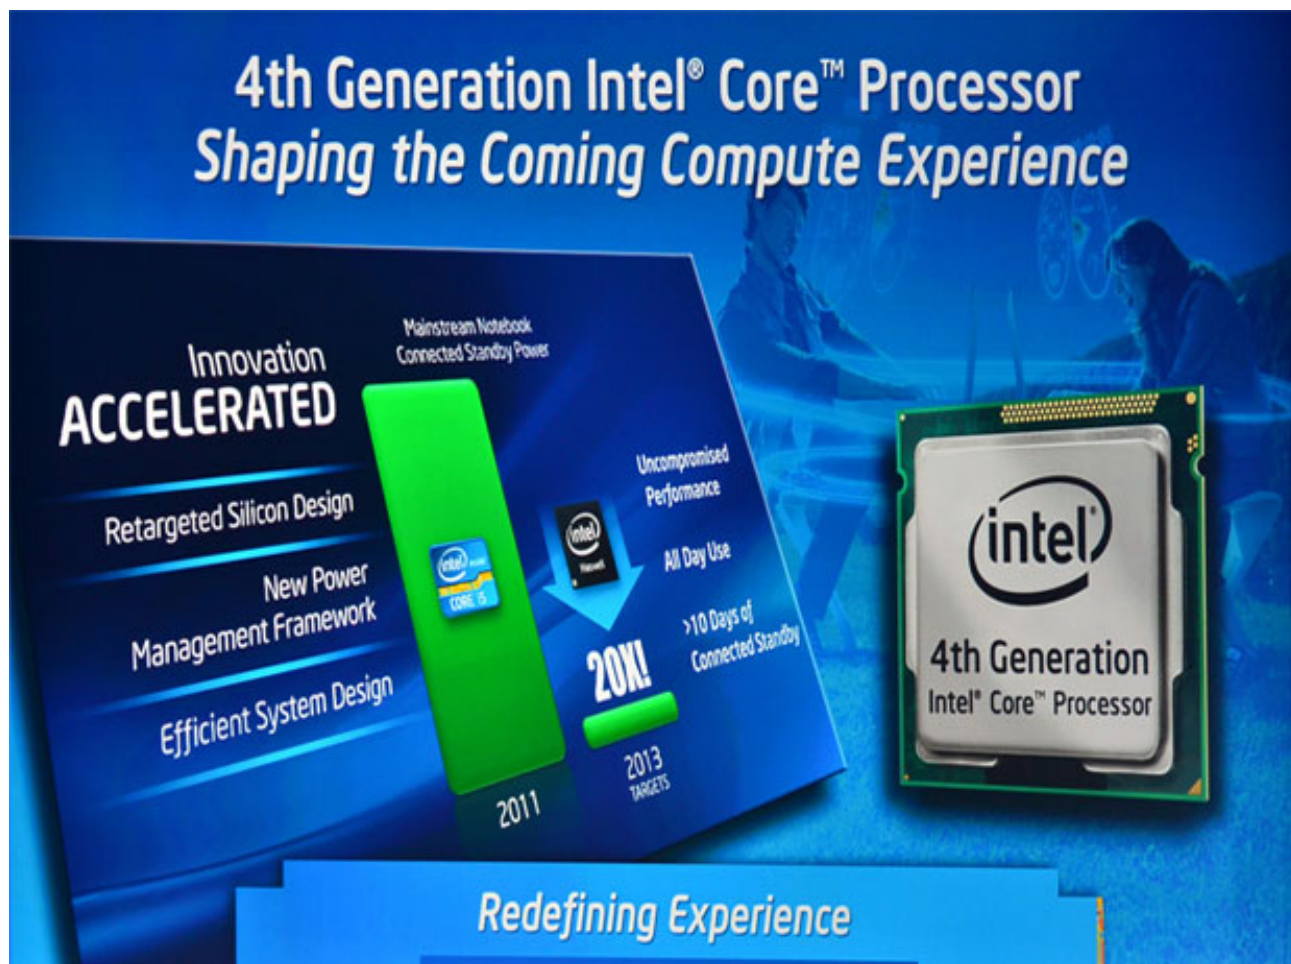 4th Generation Intel® Core™ Processor
Shaping the Coming Compute Experience
Innovation
ACCELERATED
Retargeted Silicon Design
New Power
Management Framework
Efficient System Design
Mainstream Notebook
Connected Standby Power
intel
CORE i5
2011
intel
Haswell
20X!
2013
TARGETS
Uncompromised
Performance
All Day Use
>10 Days of
Connected Standby
intel®
4th Generation
Intel® Core™ Processor
Redefining Experience